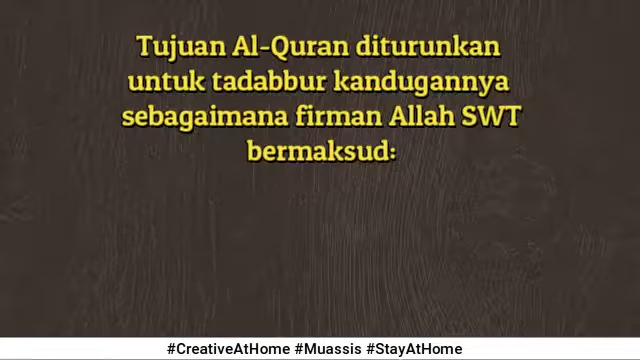 Tujuan Al-Quran diturunkan
untuk tadabbur kandugannya
sebagaimana firman Allah SWT
bermaksud:
#CreativeAtHome #Muassis #StayAtHome